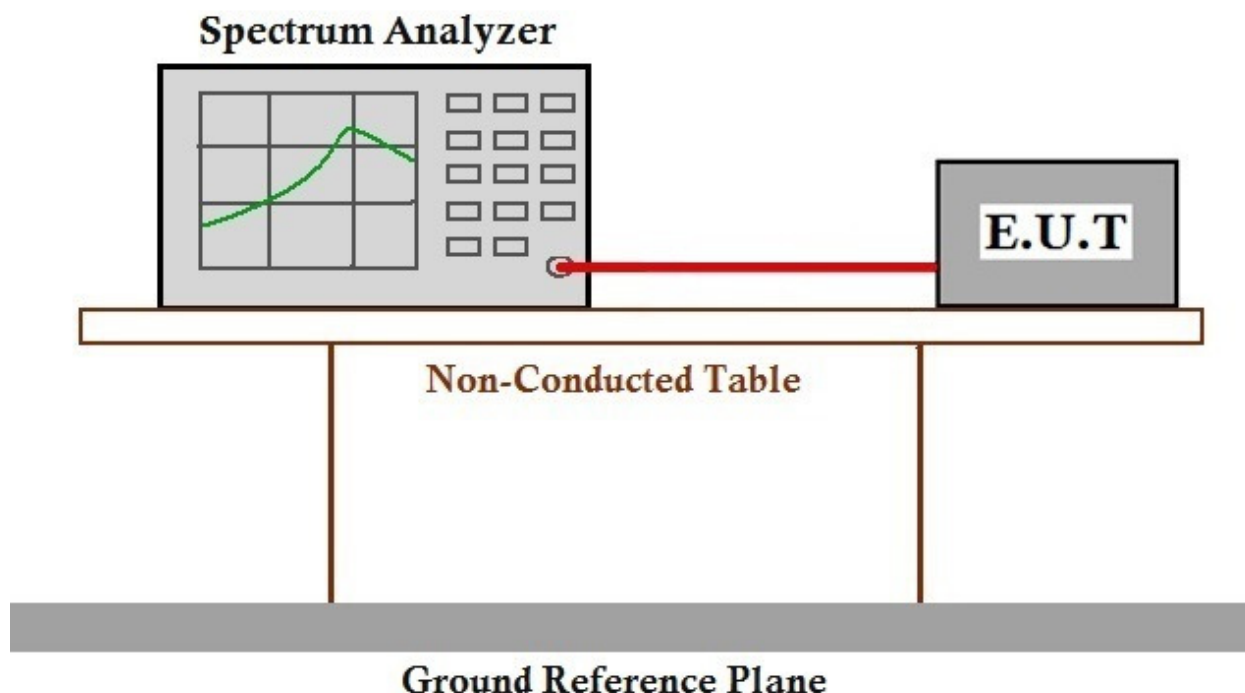 Spectrum Analyzer
E.U.T
Non-Conducted Table
Ground Reference Plane